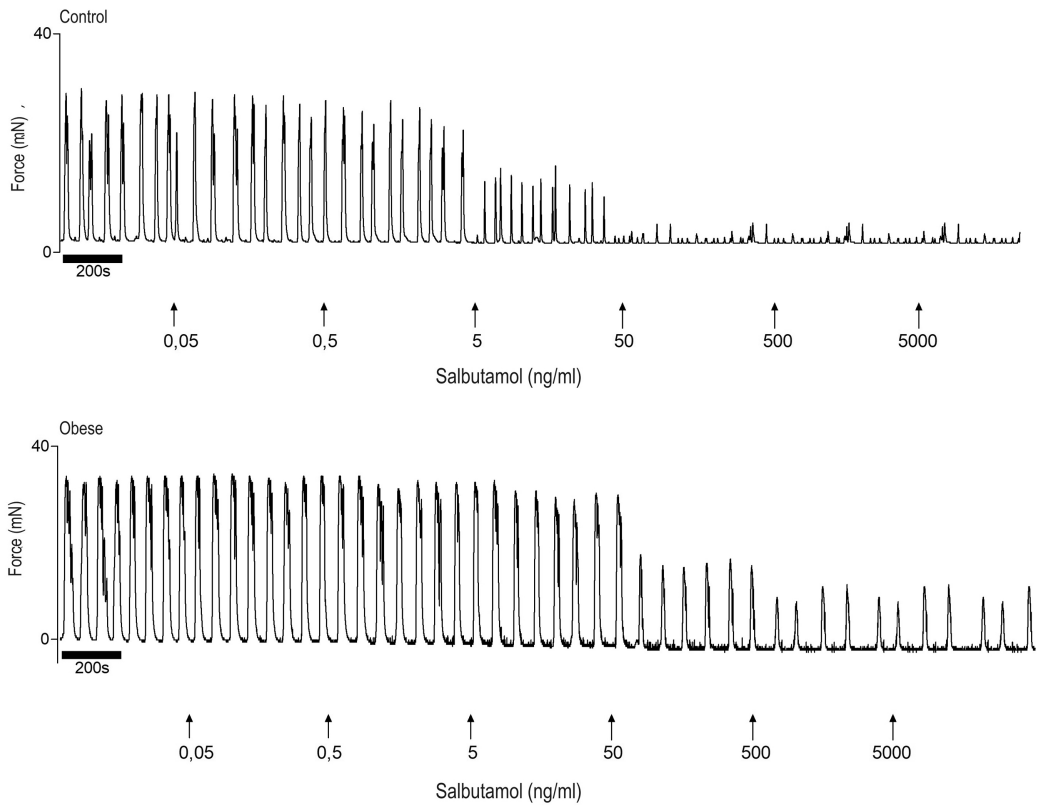 Control
40
Force (mN) ,
0
200s
0,05 0,5 5 50 500 5000
Salbutamol (ng/ml)
Obese
40
Force (mN)
0
200s
0,05 0,5 5 50 500 5000
Salbutamol (ng/ml)